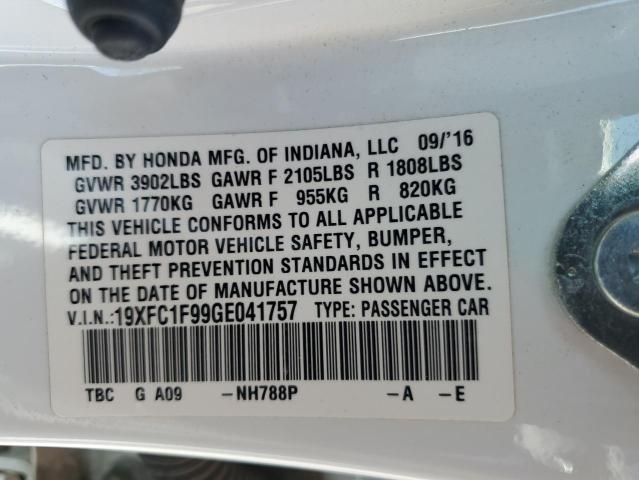 MFD. BY HONDA MFG. OF INDIANA, LLC 09/'16
GVWR 3902LBS GAWR F 2105LBS R 1808LBS
GVWR 1770KG GAWR F 955KG R 820KG
THIS VEHICLE CONFORMS TO ALL APPLICABLE
FEDERAL MOTOR VEHICLE SAFETY, BUMPER,
AND THEFT PREVENTION STANDARDS IN EFFECT
ON THE DATE OF MANUFACTURE SHOWN ABOVE.
V.I.N.:19XFC1F99GE041757 TYPE: PASSENGER CAR
TBC G A09 -NH788P -A -E